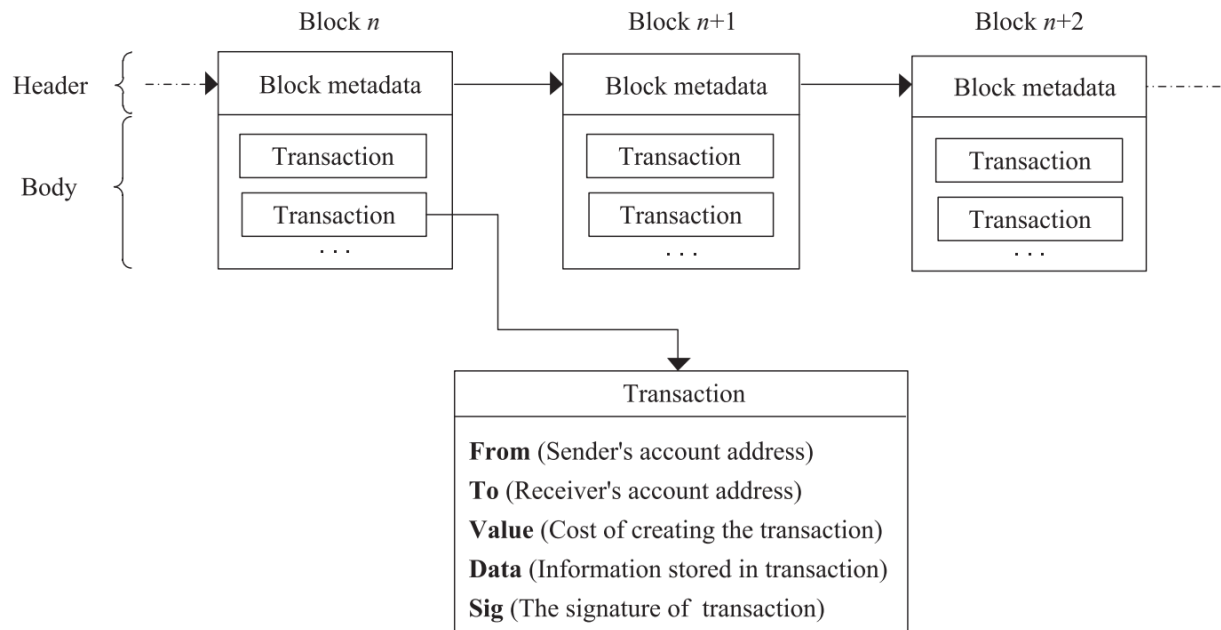 Block n
Block n+1
Block n+2
Header
Block metadata
Block metadata
Block metadata
Body
Transaction
Transaction
Transaction
Transaction
Transaction
Transaction
. . .
. . .
. . .
Transaction
From (Sender's account address)
To (Receiver's account address)
Value (Cost of creating the transaction)
Data (Information stored in transaction)
Sig (The signature of transaction)